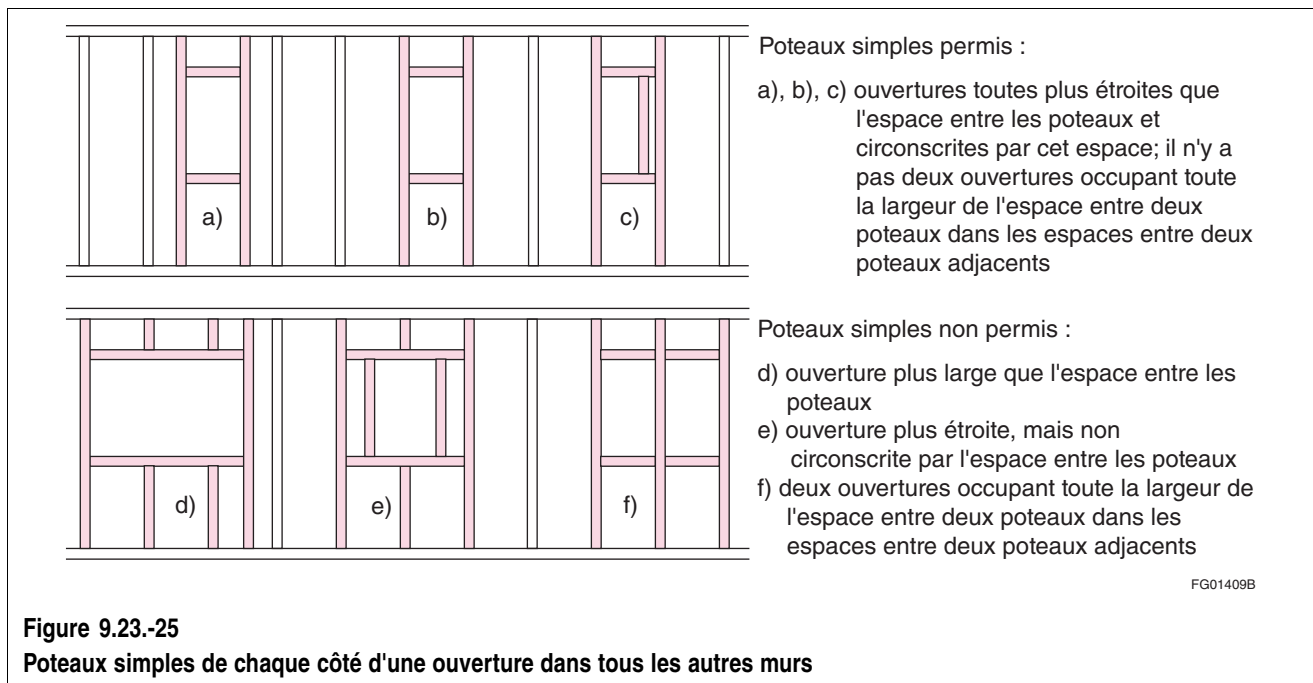 Poteaux simples permis :
a), b), c) ouvertures toutes plus étroites que
l'espace entre les poteaux et
circonscrites par cet espace; il n'y a
pas deux ouvertures occupant toute
la largeur de l'espace entre deux
poteaux dans les espaces entre deux
poteaux adjacents
a)
b)
c)
Poteaux simples non permis :
d) ouverture plus large que l'espace entre les
poteaux
e) ouverture plus étroite, mais non
circonscrite par l'espace entre les poteaux
f) deux ouvertures occupant toute la largeur de
l'espace entre deux poteaux dans les
espaces entre deux poteaux adjacents
d)
e)
f)
FG01409B
Figure 9.23.-25
Poteaux simples de chaque côté d'une ouverture dans tous les autres murs